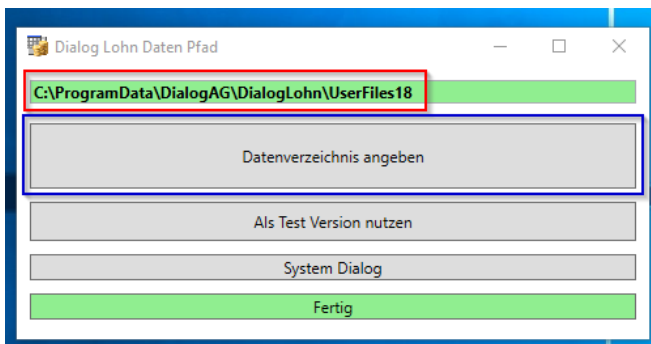 Dialog Lohn Daten Pfad
C:\ProgramData\DialogAG\DialogLohn\UserFiles18
Datenverzeichnis angeben
Als Test Version nutzen
System Dialog
Fertig